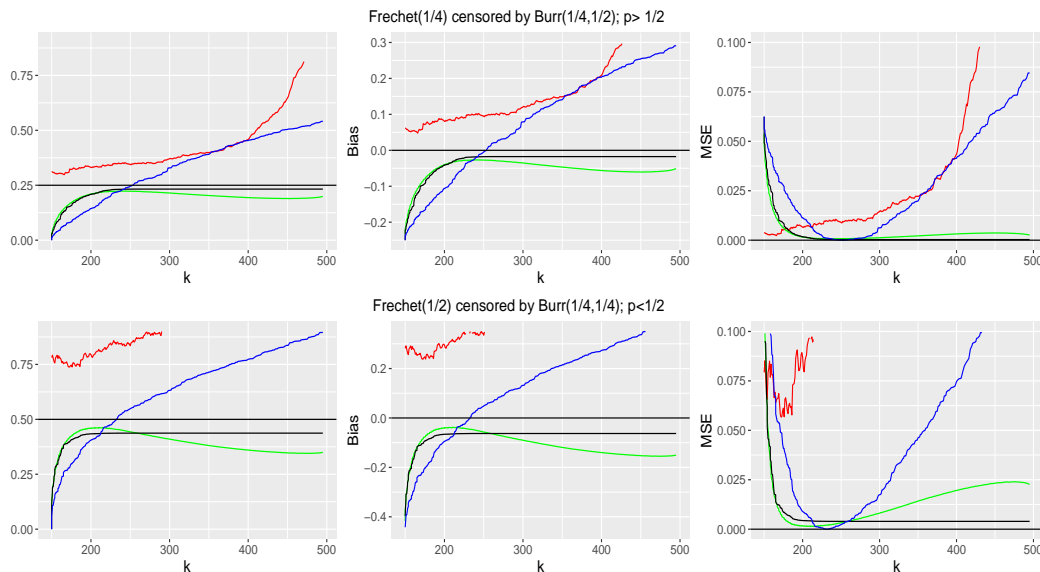 Frechet(1/4) censored by Burr(1/4,1/2); p> 1/2
0.75
0.50
0.25
0.00
200 300 400 500
k
Bias
0.3
0.2
0.1
0.0
−0.1
−0.2
200 300 400 500
k
MSE
0.100
0.075
0.050
0.025
0.000
200 300 400 500
k
Frechet(1/2) censored by Burr(1/4,1/4); p<1/2
0.75
0.50
0.25
0.00
200 300 400 500
k
Bias
0.2
0.0
−0.2
−0.4
200 300 400 500
k
MSE
0.100
0.075
0.050
0.025
0.000
200 300 400 500
k